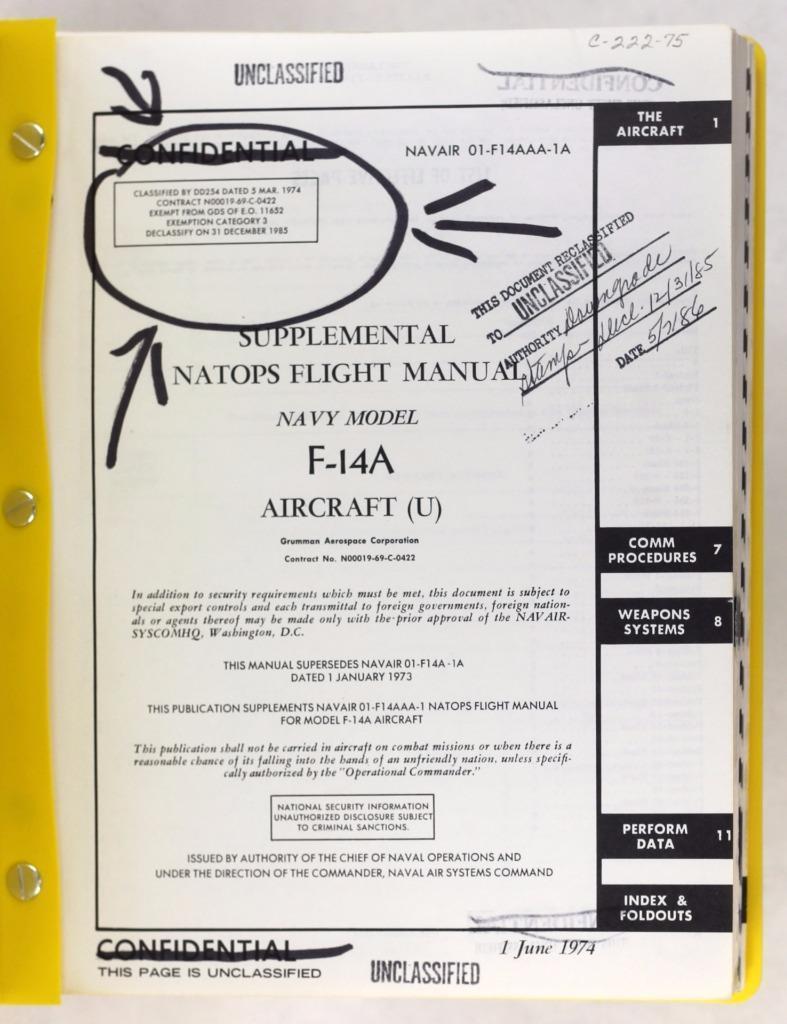 C-222-75
UNCLASSIFIED
CONFIDENTIAL
CONFIDENTIAL
NAVAIR 01-F14AAA-1A
CLASSIFIED BY DD254 DATED 5 MAR. 1974
CONTRACT N00019-69-C-0422
EXEMPT FROM GDS OF E.O. 11652
EXEMPTION CATEGORY 3
DECLASSIFY ON 31 DECEMBER 1985
THIS DOCUMENT RECLASSIFIED
TO UNCLASSIFIED
AUTHORITY Downgrade
Stamp - decl. 12/31/85
DATE 5/7/86
SUPPLEMENTAL
NATOPS FLIGHT MANUAL
NAVY MODEL
F-14A
AIRCRAFT (U)
Grumman Aerospace Corporation
Contract No. N00019-69-C-0422
In addition to security requirements which must be met, this document is subject to
special export controls and each transmittal to foreign governments, foreign nation-
als or agents thereof may be made only with the prior approval of the NAVAIR-
SYSCOMHQ, Washington, D.C.
THIS MANUAL SUPERSEDES NAVAIR 01-F14A-1A
DATED 1 JANUARY 1973
THIS PUBLICATION SUPPLEMENTS NAVAIR 01-F14AAA-1 NATOPS FLIGHT MANUAL
FOR MODEL F-14A AIRCRAFT
This publication shall not be carried in aircraft on combat missions or when there is a
reasonable chance of its falling into the hands of an unfriendly nation, unless specifi-
cally authorized by the "Operational Commander."
NATIONAL SECURITY INFORMATION
UNAUTHORIZED DISCLOSURE SUBJECT
TO CRIMINAL SANCTIONS.
ISSUED BY AUTHORITY OF THE CHIEF OF NAVAL OPERATIONS AND
UNDER THE DIRECTION OF THE COMMANDER, NAVAL AIR SYSTEMS COMMAND
THE
AIRCRAFT 1
COMM
PROCEDURES 7
WEAPONS
SYSTEMS 8
PERFORM
DATA 11
INDEX &
FOLDOUTS
1 June 1974
CONFIDENTIAL
THIS PAGE IS UNCLASSIFIED
UNCLASSIFIED